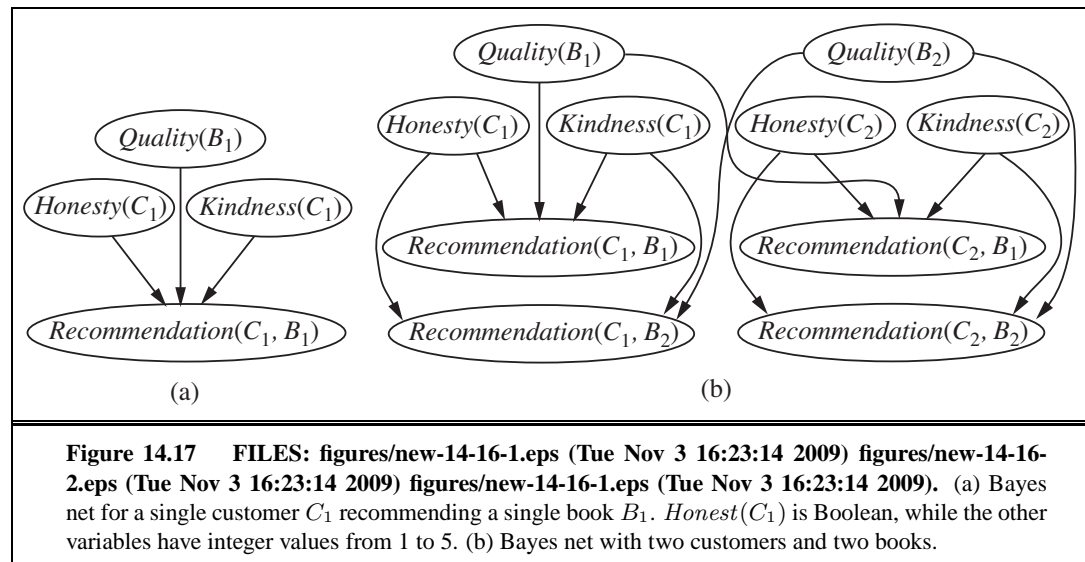 Quality(B1)
Honesty(C1) Kindness(C1)
Recommendation(C1, B1)
(a)
Quality(B1) Quality(B2)
Honesty(C1) Kindness(C1) Honesty(C2) Kindness(C2)
Recommendation(C1, B1) Recommendation(C2, B1)
Recommendation(C1, B2) Recommendation(C2, B2)
(b)
Figure 14.17 FILES: figures/new-14-16-1.eps (Tue Nov 3 16:23:14 2009) figures/new-14-16-
2.eps (Tue Nov 3 16:23:14 2009) figures/new-14-16-1.eps (Tue Nov 3 16:23:14 2009). (a) Bayes
net for a single customer C1 recommending a single book B1. Honest(C1) is Boolean, while the other
variables have integer values from 1 to 5. (b) Bayes net with two customers and two books.